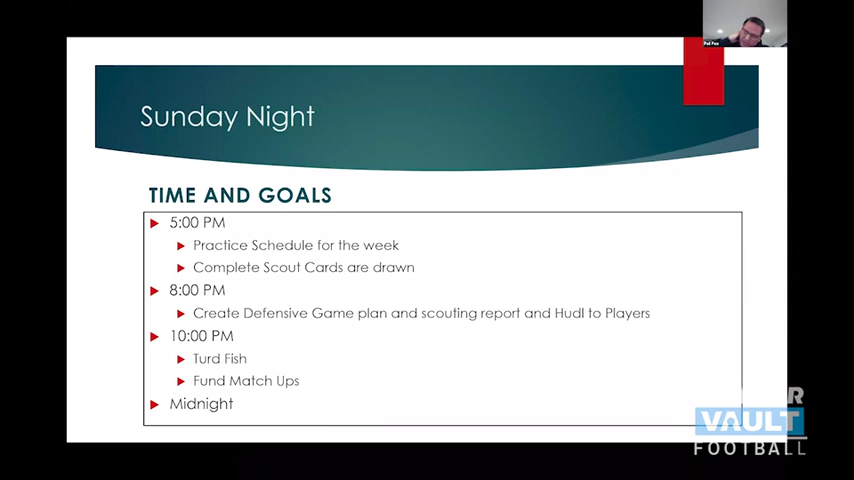 Pat Pou
Sunday Night
TIME AND GOALS
5:00 PM
Practice Schedule for the week
Complete Scout Cards are drawn
8:00 PM
Create Defensive Game plan and scouting report and Hudl to Players
10:00 PM
Turd Fish
Fund Match Ups
Midnight
VAULT
FOOTBALL